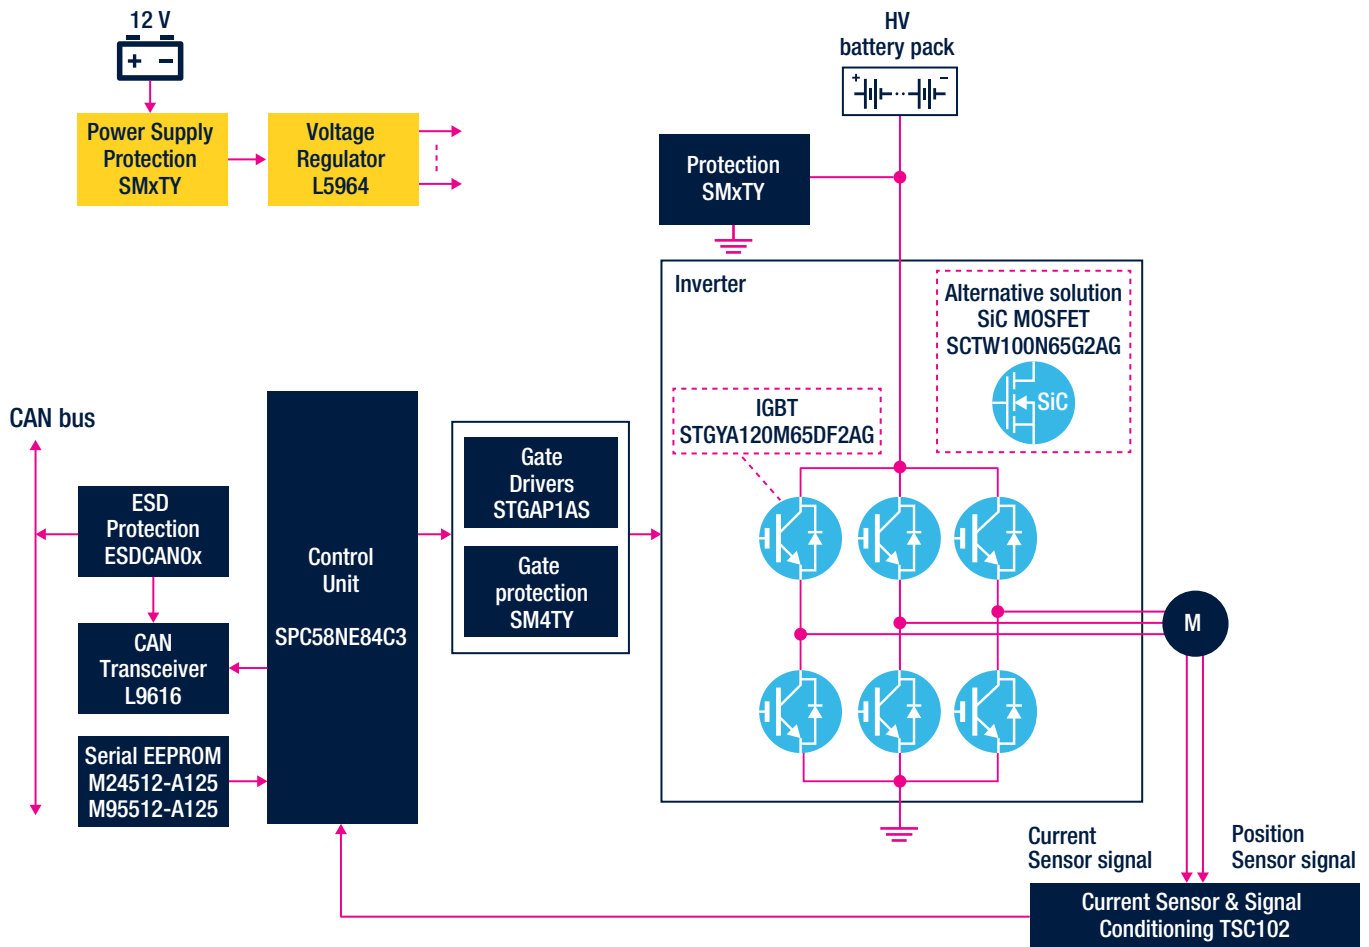 12 V
+ −
Power Supply
Protection
SMxTY
Voltage
Regulator
L5964
HV
battery pack
+ −
Protection
SMxTY
Inverter
Alternative solution
SiC MOSFET
SCTW100N65G2AG
SiC
IGBT
STGYA120M65DF2AG
CAN bus
ESD
Protection
ESDCAN0x
CAN
Transceiver
L9616
Serial EEPROM
M24512-A125
M95512-A125
Control
Unit
SPC58NE84C3
Gate
Drivers
STGAP1AS
Gate
protection
SM4TY
M
Current
Sensor signal
Position
Sensor signal
Current Sensor & Signal
Conditioning TSC102